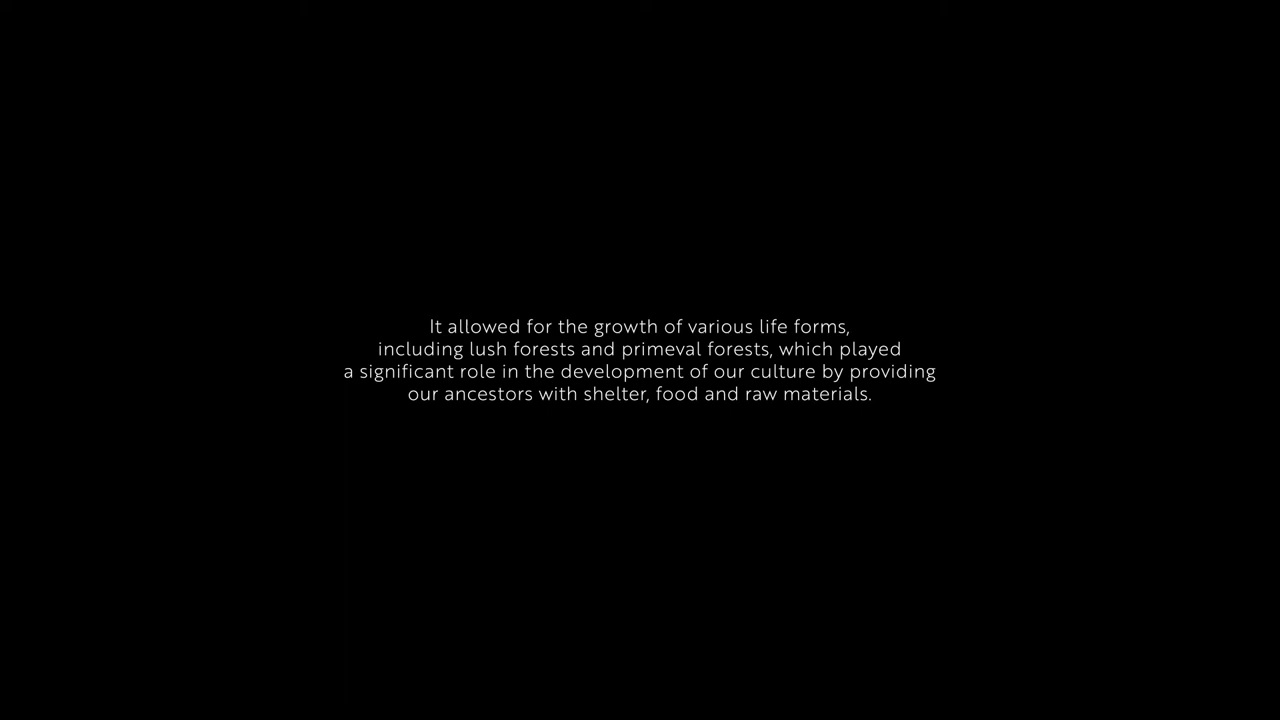 It allowed for the growth of various life forms,
including lush forests and primeval forests, which played
a significant role in the development of our culture by providing
our ancestors with shelter, food and raw materials.